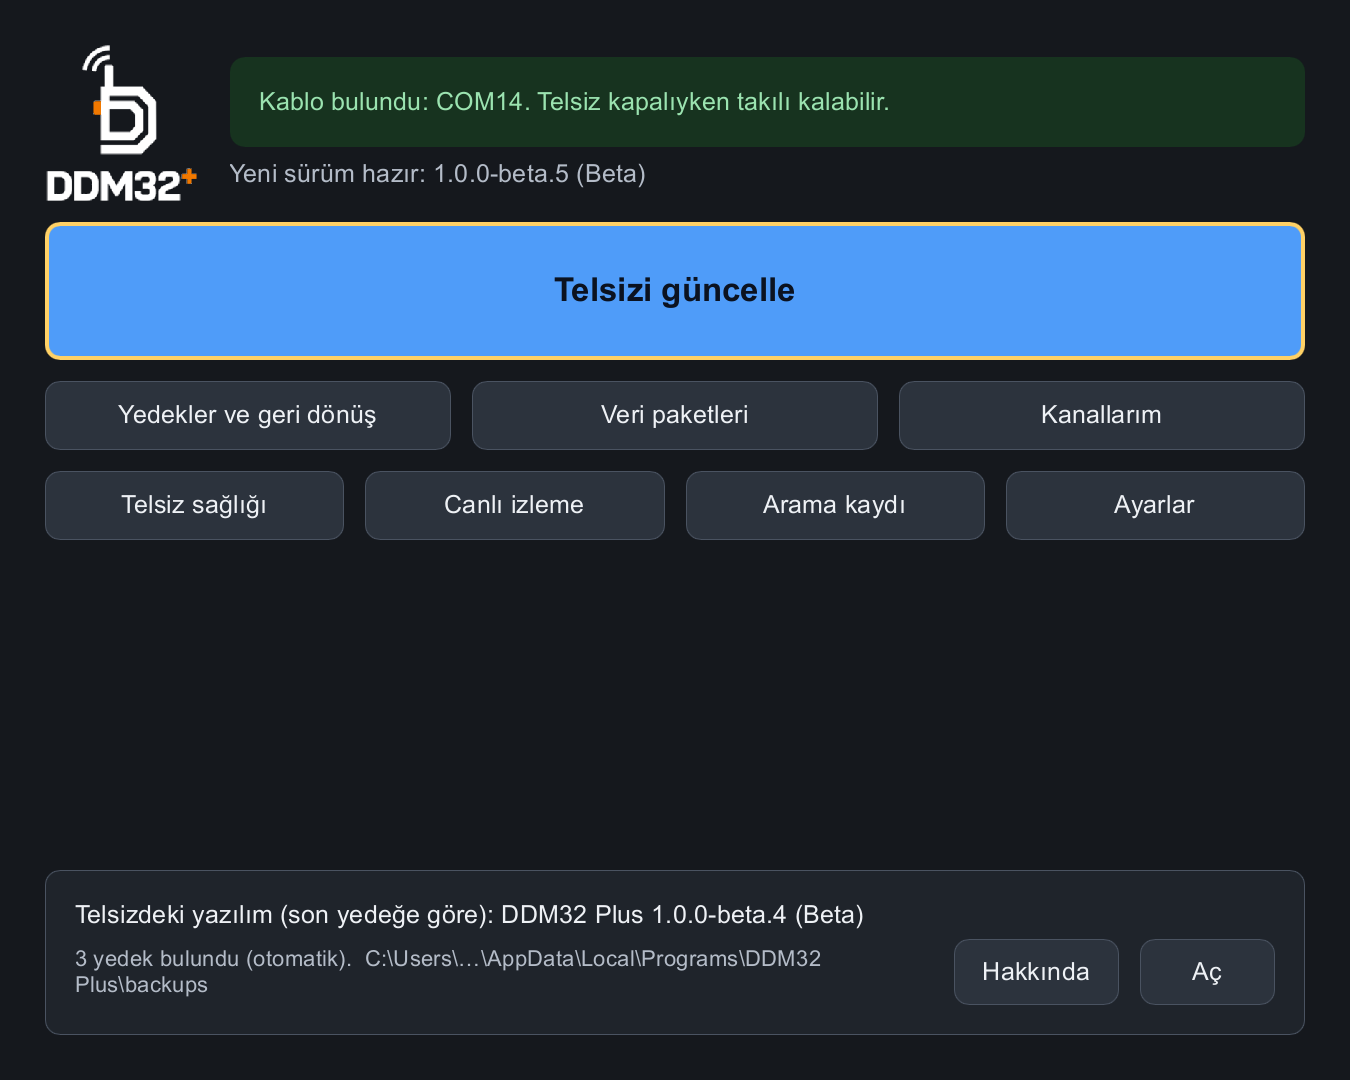 DDM32+
Kablo bulundu: COM14. Telsiz kapalıyken takılı kalabilir.
Yeni sürüm hazır: 1.0.0-beta.5 (Beta)
Telsizi güncelle
Yedekler ve geri dönüş
Veri paketleri
Kanallarım
Telsiz sağlığı
Canlı izleme
Arama kaydı
Ayarlar
Telsizdeki yazılım (son yedeğe göre): DDM32 Plus 1.0.0-beta.4 (Beta)
3 yedek bulundu (otomatik).  C:\Users\…\AppData\Local\Programs\DDM32
Plus\backups
Hakkında
Aç